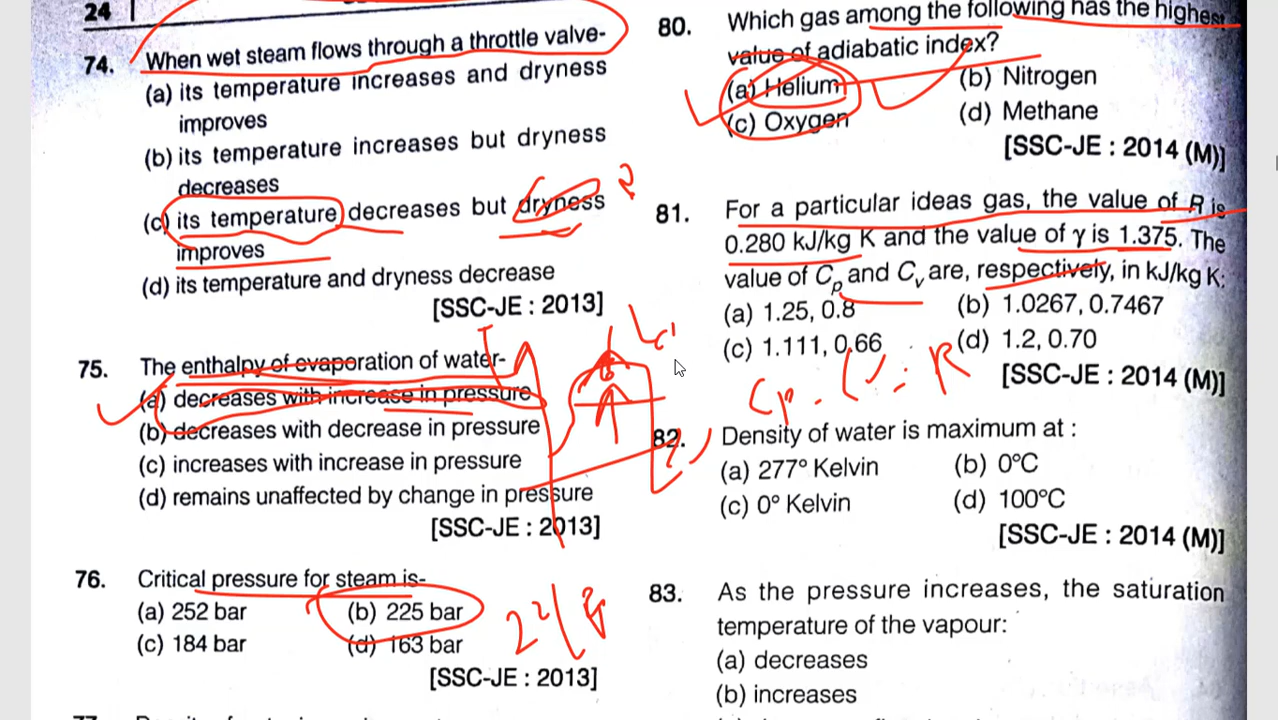 24
74. When wet steam flows through a throttle valve-
(a) its temperature increases and dryness
improves
(b) its temperature increases but dryness
decreases
(c) its temperature decreases but dryness
improves
(d) its temperature and dryness decrease
[SSC-JE : 2013]
75. The enthalpy of evaporation of water-
(a) decreases with increase in pressure
(b) decreases with decrease in pressure
(c) increases with increase in pressure
(d) remains unaffected by change in pressure
[SSC-JE : 2013]
76. Critical pressure for steam is-
(a) 252 bar (b) 225 bar
(c) 184 bar (d) 163 bar
[SSC-JE : 2013]
80. Which gas among the following has the highest
value of adiabatic index?
(a) Helium (b) Nitrogen
(c) Oxygen (d) Methane
[SSC-JE : 2014 (M)]
81. For a particular ideas gas, the value of R is
0.280 kJ/kg K and the value of γ is 1.375. The
value of Cp and Cv are, respectively, in kJ/kg K:
(a) 1.25, 0.8 (b) 1.0267, 0.7467
(c) 1.111, 0.66 (d) 1.2, 0.70
[SSC-JE : 2014 (M)]
82. Density of water is maximum at :
(a) 277° Kelvin (b) 0°C
(c) 0° Kelvin (d) 100°C
[SSC-JE : 2014 (M)]
83. As the pressure increases, the saturation
temperature of the vapour:
(a) decreases
(b) increases